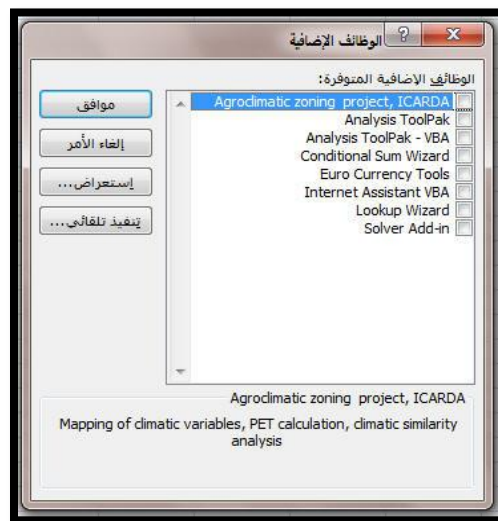 الوظائف الإضافية
الوظائف الاضافية المتوفرة:
Agroclimatic zoning project, ICARDA
Analysis ToolPak
Analysis ToolPak - VBA
Conditional Sum Wizard
Euro Currency Tools
Internet Assistant VBA
Lookup Wizard
Solver Add-in
موافق
إلغاء الأمر
إستعراض...
تنفيذ تلقائي...
Agroclimatic zoning project, ICARDA
Mapping of climatic variables, PET calculation, climatic similarity
analysis